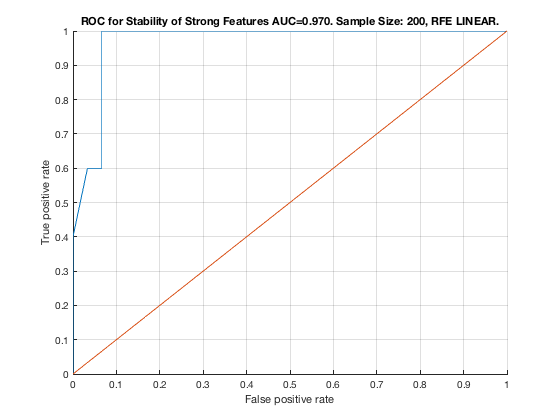 ROC for Stability of Strong Features AUC=0.970. Sample Size: 200, RFE LINEAR.
1
0.9
0.8
0.7
0.6
0.5
0.4
0.3
0.2
0.1
0
True positive rate
0 0.1 0.2 0.3 0.4 0.5 0.6 0.7 0.8 0.9 1
False positive rate